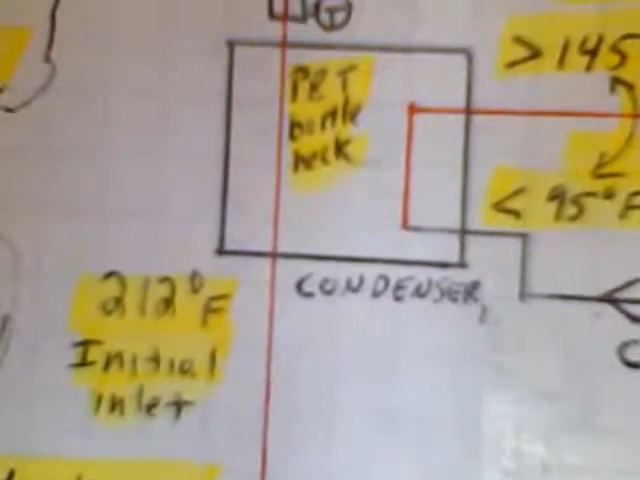 T
>145
PET
bottle
neck
< 95°F
CONDENSER
212°F
Initial
inlet
C